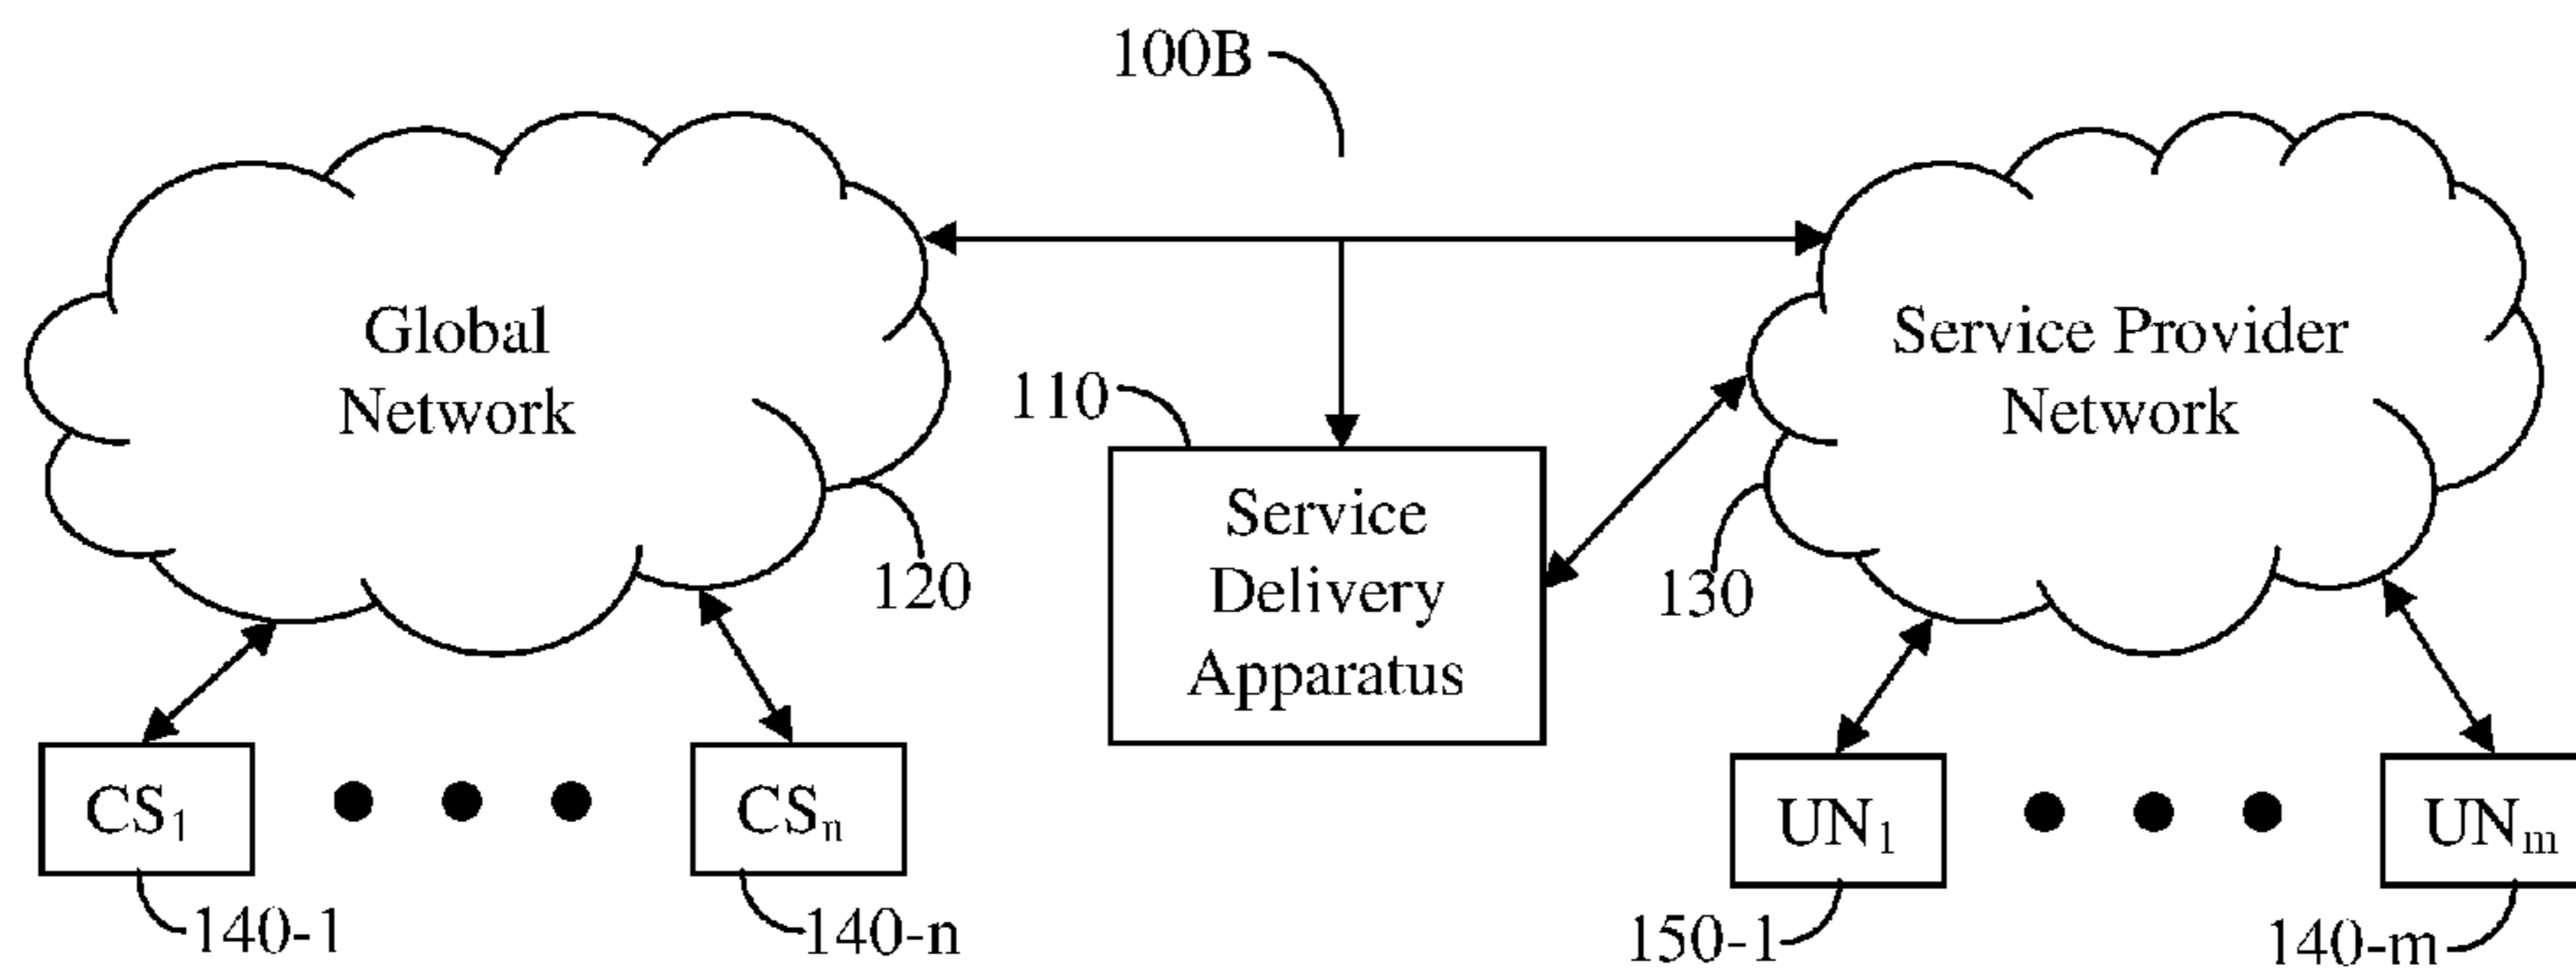 100B
Global
Network
Service Provider
Network
110
Service
Delivery
Apparatus
120
130
CS1
CSn
UN1
UNm
140-1
140-n
150-1
140-m